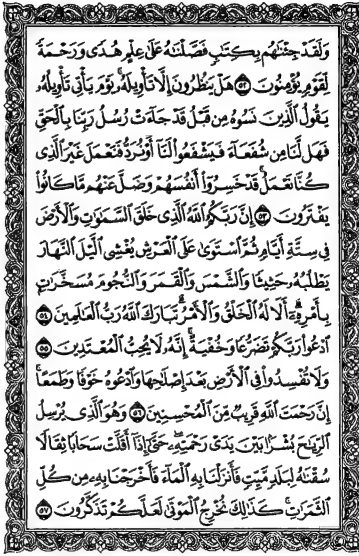 وَلَقَدْ جِئْنَٰهُم بِكِتَٰبٍ فَصَّلْنَٰهُ عَلَىٰ عِلْمٍ هُدًى وَرَحْمَةً
لِّقَوْمٍ يُؤْمِنُونَ ٥٢ هَلْ يَنظُرُونَ إِلَّا تَأْوِيلَهُۥ ۚ يَوْمَ يَأْتِى تَأْوِيلُهُۥ
يَقُولُ ٱلَّذِينَ نَسُوهُ مِن قَبْلُ قَدْ جَآءَتْ رُسُلُ رَبِّنَا بِٱلْحَقِّ
فَهَل لَّنَا مِن شُفَعَآءَ فَيَشْفَعُوا۟ لَنَآ أَوْ نُرَدُّ فَنَعْمَلَ غَيْرَ ٱلَّذِى
كُنَّا نَعْمَلُ ۚ قَدْ خَسِرُوٓا۟ أَنفُسَهُمْ وَضَلَّ عَنْهُم مَّا كَانُوا۟
يَفْتَرُونَ ٥٣ إِنَّ رَبَّكُمُ ٱللَّهُ ٱلَّذِى خَلَقَ ٱلسَّمَٰوَٰتِ وَٱلْأَرْضَ
فِى سِتَّةِ أَيَّامٍ ثُمَّ ٱسْتَوَىٰ عَلَى ٱلْعَرْشِ يُغْشِى ٱلَّيْلَ ٱلنَّهَارَ
يَطْلُبُهُۥ حَثِيثًا وَٱلشَّمْسَ وَٱلْقَمَرَ وَٱلنُّجُومَ مُسَخَّرَٰتٍۭ
بِأَمْرِهِۦٓ ۗ أَلَا لَهُ ٱلْخَلْقُ وَٱلْأَمْرُ ۗ تَبَارَكَ ٱللَّهُ رَبُّ ٱلْعَٰلَمِينَ ٥٤
ٱدْعُوا۟ رَبَّكُمْ تَضَرُّعًا وَخُفْيَةً ۚ إِنَّهُۥ لَا يُحِبُّ ٱلْمُعْتَدِينَ ٥٥
وَلَا تُفْسِدُوا۟ فِى ٱلْأَرْضِ بَعْدَ إِصْلَٰحِهَا وَٱدْعُوهُ خَوْفًا وَطَمَعًا ۚ
إِنَّ رَحْمَتَ ٱللَّهِ قَرِيبٌ مِّنَ ٱلْمُحْسِنِينَ ٥٦ وَهُوَ ٱلَّذِى يُرْسِلُ
ٱلرِّيَٰحَ بُشْرًۢا بَيْنَ يَدَىْ رَحْمَتِهِۦ ۖ حَتَّىٰٓ إِذَآ أَقَلَّتْ سَحَابًا ثِقَالًا
سُقْنَٰهُ لِبَلَدٍ مَّيِّتٍ فَأَنزَلْنَا بِهِ ٱلْمَآءَ فَأَخْرَجْنَا بِهِۦ مِن كُلِّ
ٱلثَّمَرَٰتِ ۚ كَذَٰلِكَ نُخْرِجُ ٱلْمَوْتَىٰ لَعَلَّكُمْ تَذَكَّرُونَ ٥٧